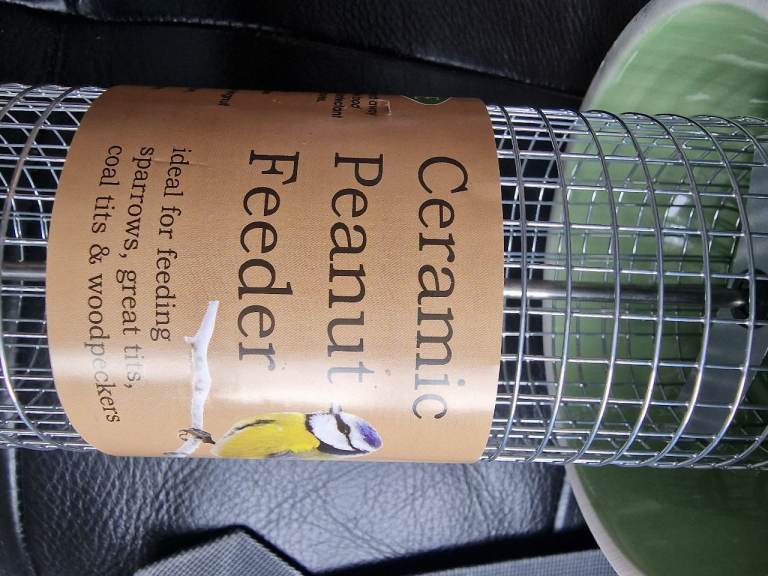 Ceramic
Peanut
Feeder
ideal for feeding
sparrows, great tits,
coal tits & woodpeckers